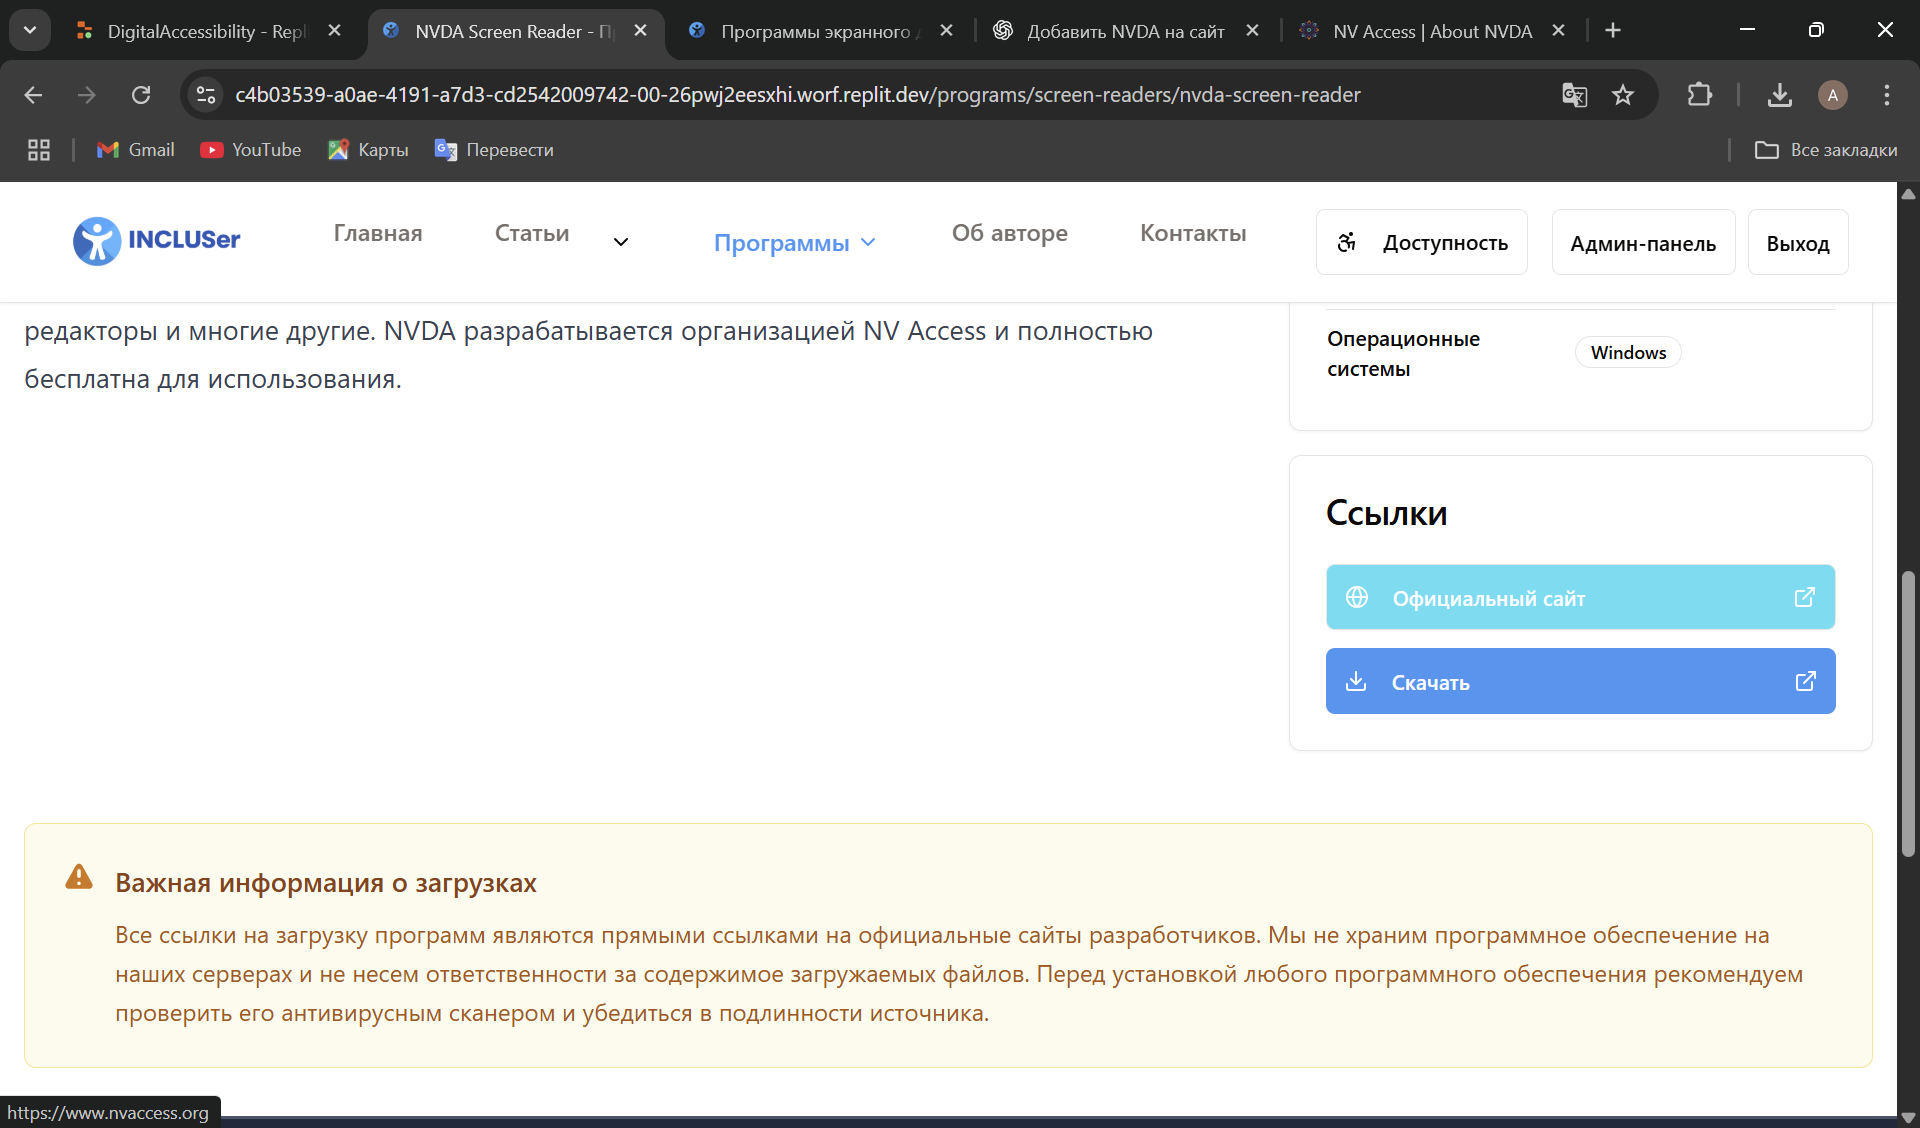 DigitalAccessibility - Repl
NVDA Screen Reader - П
Программы экранного
Добавить NVDA на сайт
NV Access | About NVDA
c4b03539-a0ae-4191-a7d3-cd2542009742-00-26pwj2eesxhi.worf.replit.dev/programs/screen-readers/nvda-screen-reader
A
Gmail
YouTube
Карты
Перевести
Все закладки
INCLUSer
Главная
Статьи
Программы
Об авторе
Контакты
Доступность
Админ-панель
Выход
редакторы и многие другие. NVDA разрабатывается организацией NV Access и полностью
бесплатна для использования.
Операционные
системы
Windows
Ссылки
Официальный сайт
Скачать
Важная информация о загрузках
Все ссылки на загрузку программ являются прямыми ссылками на официальные сайты разработчиков. Мы не храним программное обеспечение на
наших серверах и не несем ответственности за содержимое загружаемых файлов. Перед установкой любого программного обеспечения рекомендуем
проверить его антивирусным сканером и убедиться в подлинности источника.
https://www.nvaccess.org